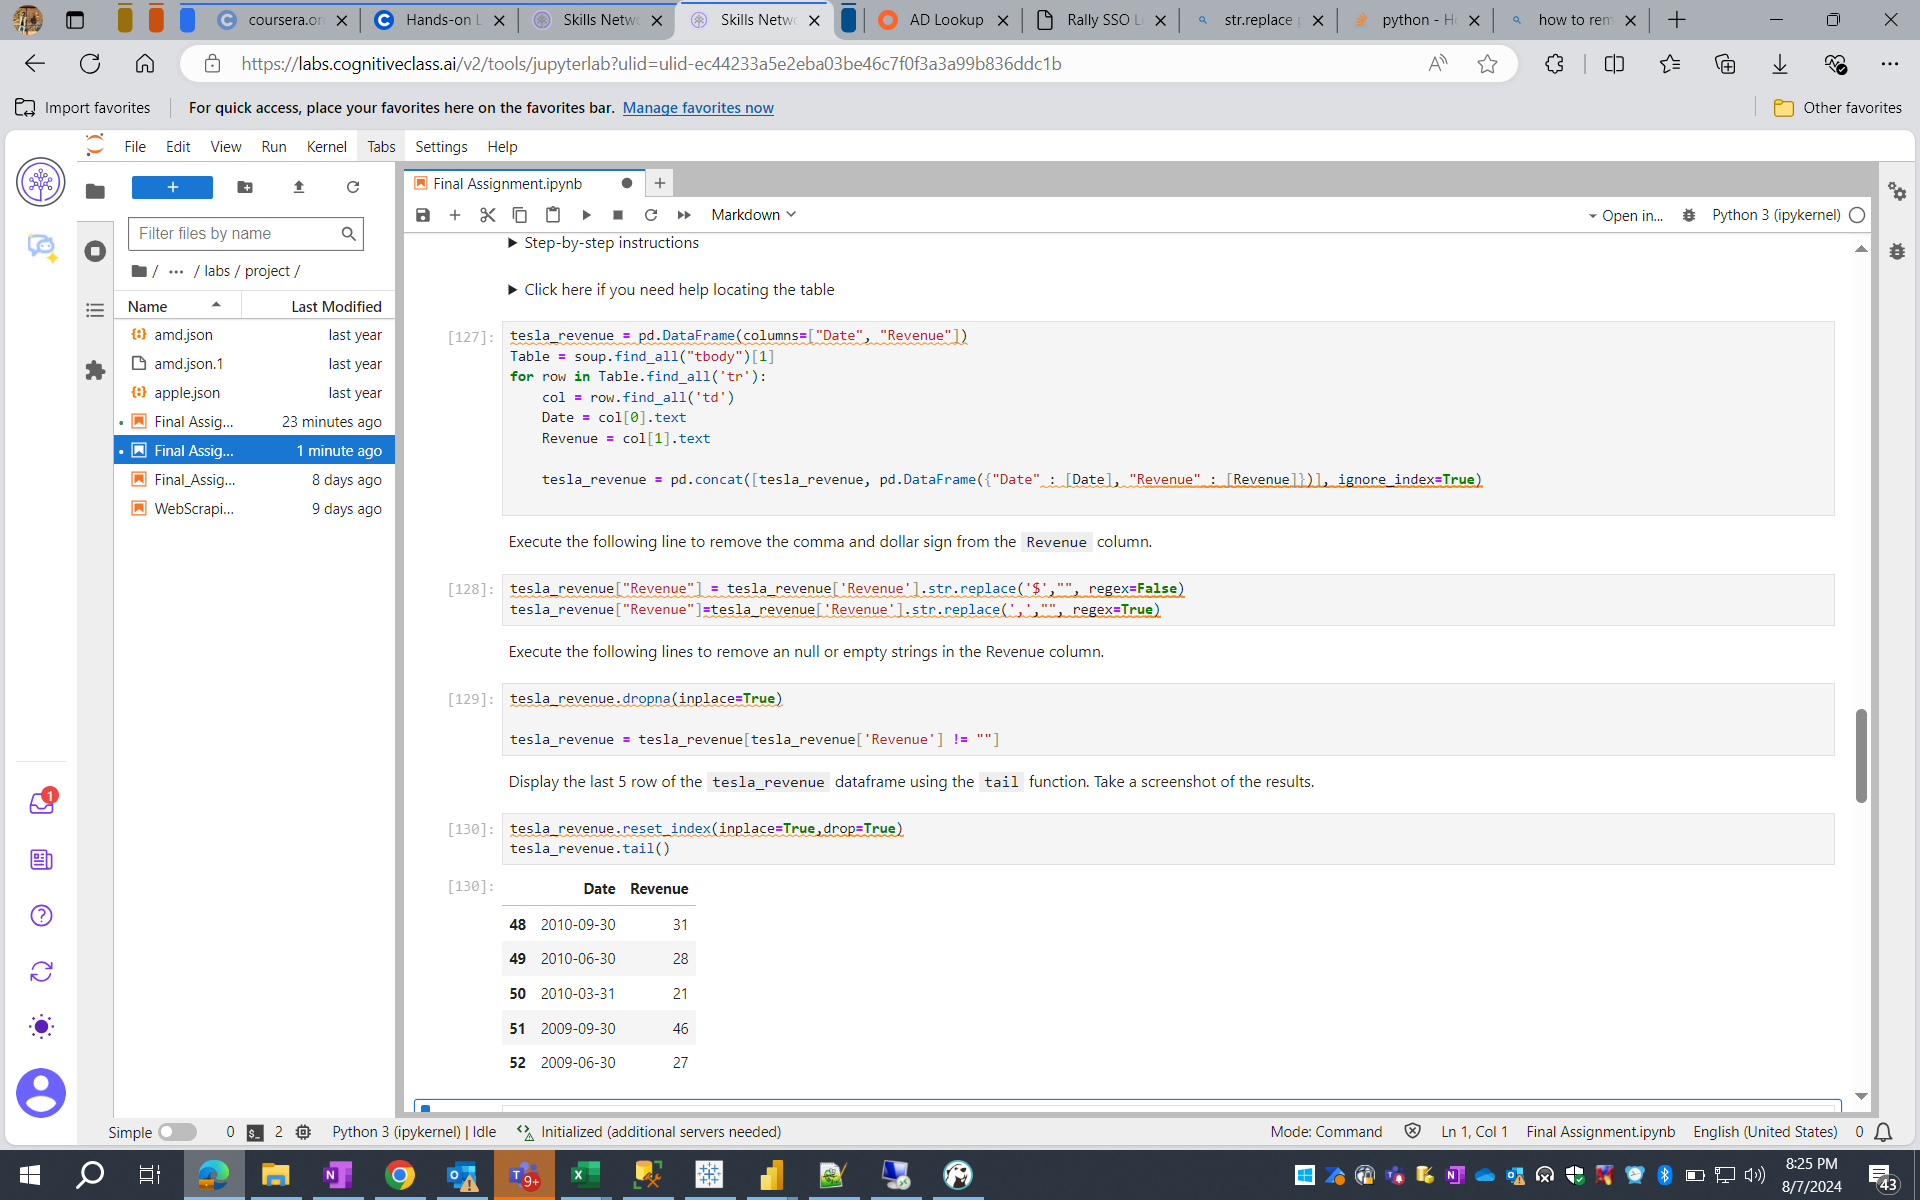 coursera.or
Hands-on L
Skills Netwo
Skills Netwo
AD Lookup
Rally SSO L
str.replace
python - Ho
how to rem
https://labs.cognitiveclass.ai/v2/tools/jupyterlab?ulid=ulid-ec44233a5e2eba03be46c7f0f3a3a99b836ddc1b
Import favorites
For quick access, place your favorites here on the favorites bar. Manage favorites now
Other favorites
File Edit View Run Kernel Tabs Settings Help
Final Assignment.ipynb
Markdown
Open in...
Python 3 (ipykernel)
Filter files by name
/ ... / labs / project /
Name Last Modified
amd.json last year
amd.json.1 last year
apple.json last year
Final Assig... 23 minutes ago
Final Assig... 1 minute ago
Final_Assig... 8 days ago
WebScrapi... 9 days ago
Step-by-step instructions
Click here if you need help locating the table
[127]:
tesla_revenue = pd.DataFrame(columns=["Date", "Revenue"])
Table = soup.find_all("tbody")[1]
for row in Table.find_all('tr'):
    col = row.find_all('td')
    Date = col[0].text
    Revenue = col[1].text
    tesla_revenue = pd.concat([tesla_revenue, pd.DataFrame({"Date" : [Date], "Revenue" : [Revenue]})], ignore_index=True)
Execute the following line to remove the comma and dollar sign from the Revenue column.
[128]:
tesla_revenue["Revenue"] = tesla_revenue['Revenue'].str.replace('$',"", regex=False)
tesla_revenue["Revenue"]=tesla_revenue['Revenue'].str.replace(',',"", regex=True)
Execute the following lines to remove an null or empty strings in the Revenue column.
[129]:
tesla_revenue.dropna(inplace=True)
tesla_revenue = tesla_revenue[tesla_revenue['Revenue'] != ""]
Display the last 5 row of the tesla_revenue dataframe using the tail function. Take a screenshot of the results.
[130]:
tesla_revenue.reset_index(inplace=True,drop=True)
tesla_revenue.tail()
[130]:
Date Revenue
48 2010-09-30 31
49 2010-06-30 28
50 2010-03-31 21
51 2009-09-30 46
52 2009-06-30 27
1
Simple
0
2
Python 3 (ipykernel) | Idle
Initialized (additional servers needed)
Mode: Command
Ln 1, Col 1
Final Assignment.ipynb
English (United States)
0
9+
8:25 PM
8/7/2024
43